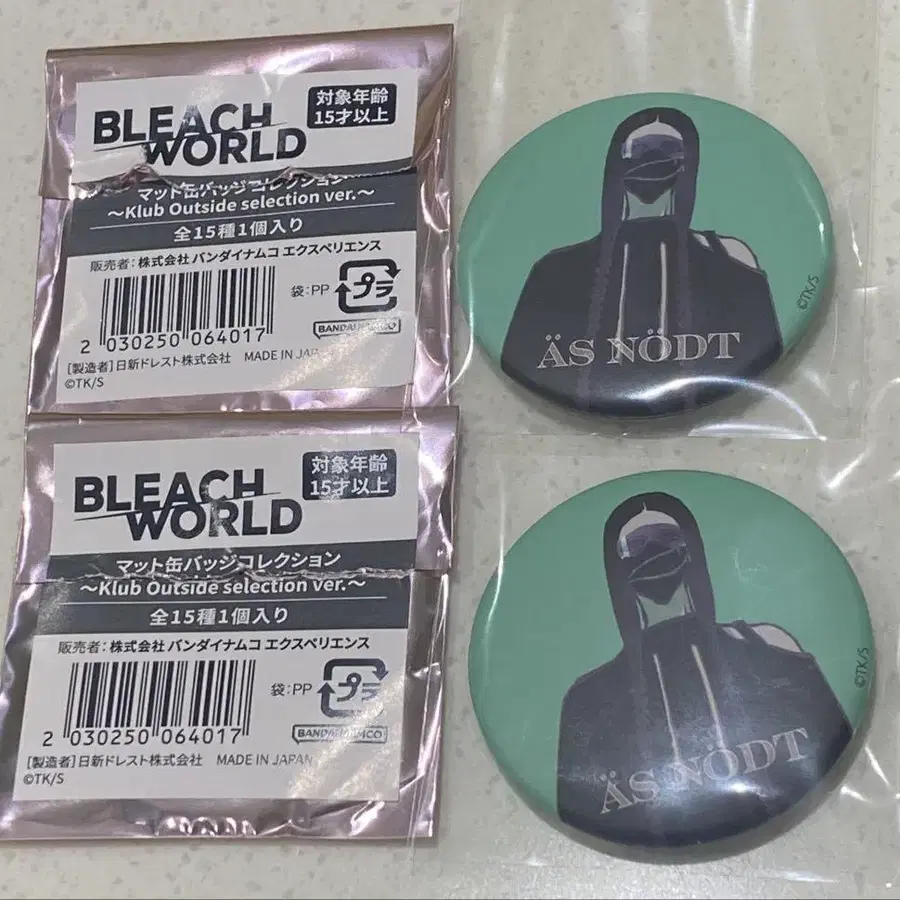 BLEACH
WORLD
対象年齢
15才以上
マット缶バッジコレクション
～Klub Outside selection ver.～
全15種1個入り
販売者：株式会社 バンダイナムコ エクスペリエンス
袋：PP
プラ
2 030250 064017
BANDAI NAMCO
［製造者］日新ドレスト株式会社 MADE IN JAPAN
©TK/S
ÄS NÖDT
©TK/S
BLEACH
WORLD
対象年齢
15才以上
マット缶バッジコレクション
～Klub Outside selection ver.～
全15種1個入り
販売者：株式会社 バンダイナムコ エクスペリエンス
袋：PP
プラ
2 030250 064017
BANDAI NAMCO
［製造者］日新ドレスト株式会社 MADE IN JAPAN
©TK/S
ÄS NÖDT
©TK/S